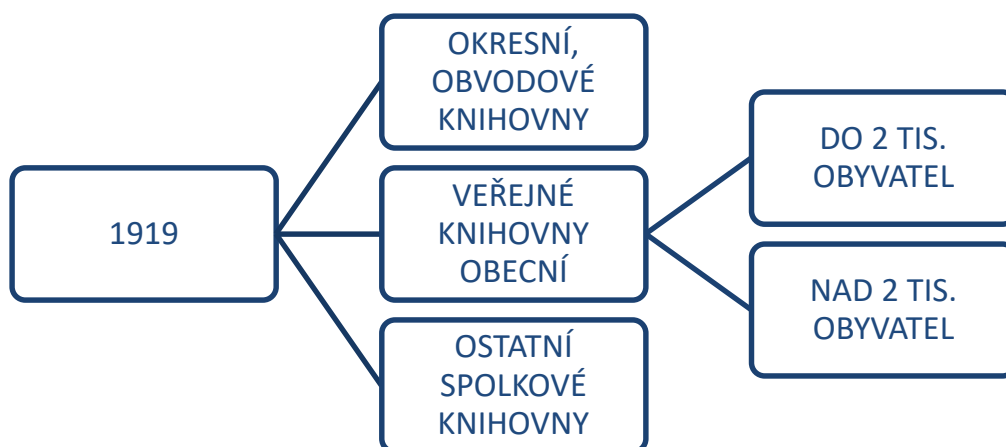 1919
OKRESNÍ,
OBVODOVÉ
KNIHOVNY
VEŘEJNÉ
KNIHOVNY
OBECNÍ
OSTATNÍ
SPOLKOVÉ
KNIHOVNY
DO 2 TIS.
OBYVATEL
NAD 2 TIS.
OBYVATEL